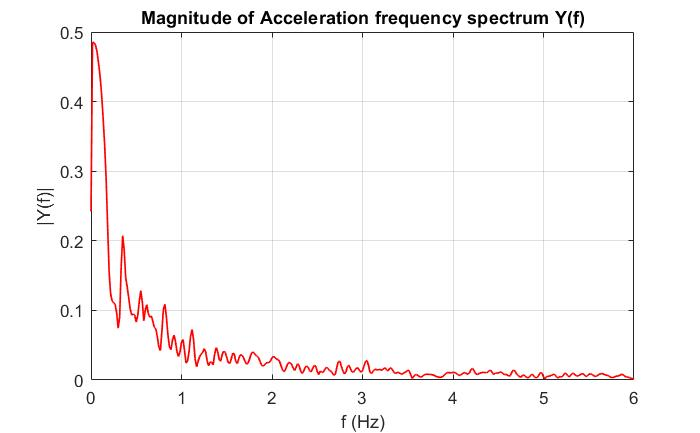 Magnitude of Acceleration frequency spectrum Y(f)
0.5
0.4
0.3
0.2
0.1
0
|Y(f)|
0 1 2 3 4 5 6
f (Hz)